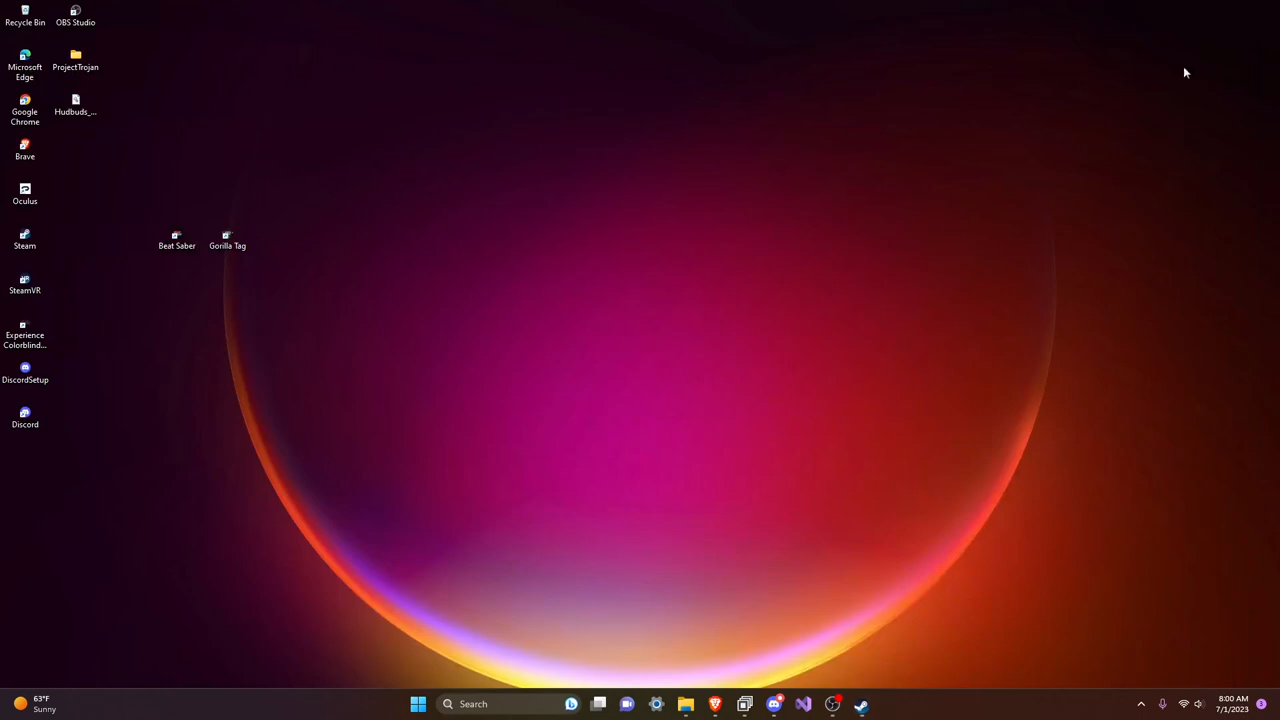 Recycle Bin
OBS Studio
Microsoft
Edge
ProjectTrojan
Google
Chrome
Hudbuds_...
Brave
Oculus
Steam
Beat Saber
Gorilla Tag
SteamVR
Experience
Colorblind...
DiscordSetup
Discord
63°F
Sunny
Search
8:00 AM
7/1/2023
3